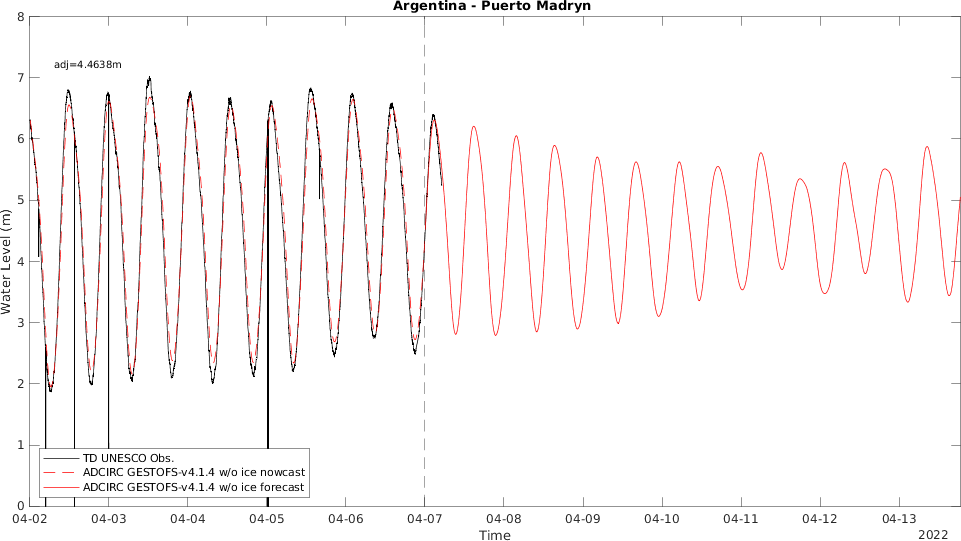 Argentina - Puerto Madryn
8
adj=4.4638m
7
6
5
4
3
2
1
0
Water Level (m)
TD UNESCO Obs.
ADCIRC GESTOFS-v4.1.4 w/o ice nowcast
ADCIRC GESTOFS-v4.1.4 w/o ice forecast
04-02 04-03 04-04 04-05 04-06 04-07 04-08 04-09 04-10 04-11 04-12 04-13
Time
2022